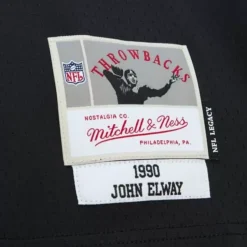 THROWBACKS
NFL
NOSTALGIA CO.
Mitchell & Ness
PHILADELPHIA, PA.
NFL LEGACY
1990
JOHN ELWAY